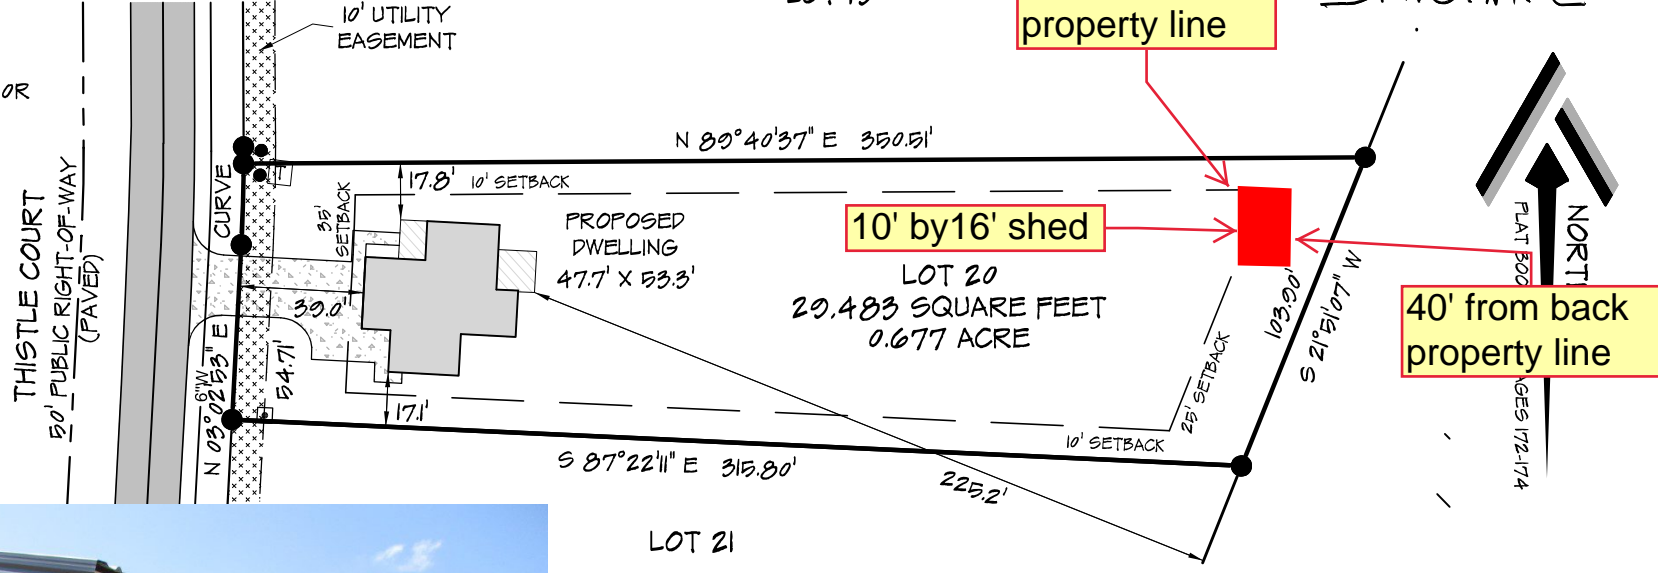 10' UTILITY
EASEMENT
property line
OR
N 89°40'37" E 350.51'
THISTLE COURT
50' PUBLIC RIGHT-OF-WAY
(PAVED)
CURVE
17.8'
10' SETBACK
35'
SETBACK
PROPOSED
DWELLING
47.7' X 53.3'
10' by16' shed
LOT 20
29,483 SQUARE FEET
0.677 ACRE
39.0'
N 03°02'53" E
54.71'
17.1'
103.90'
S 21°51'07" W
25' SETBACK
10' SETBACK
40' from back
property line
PLAT
AGES 172-174
S 87°22'11" E 315.80'
225.2'
LOT 21